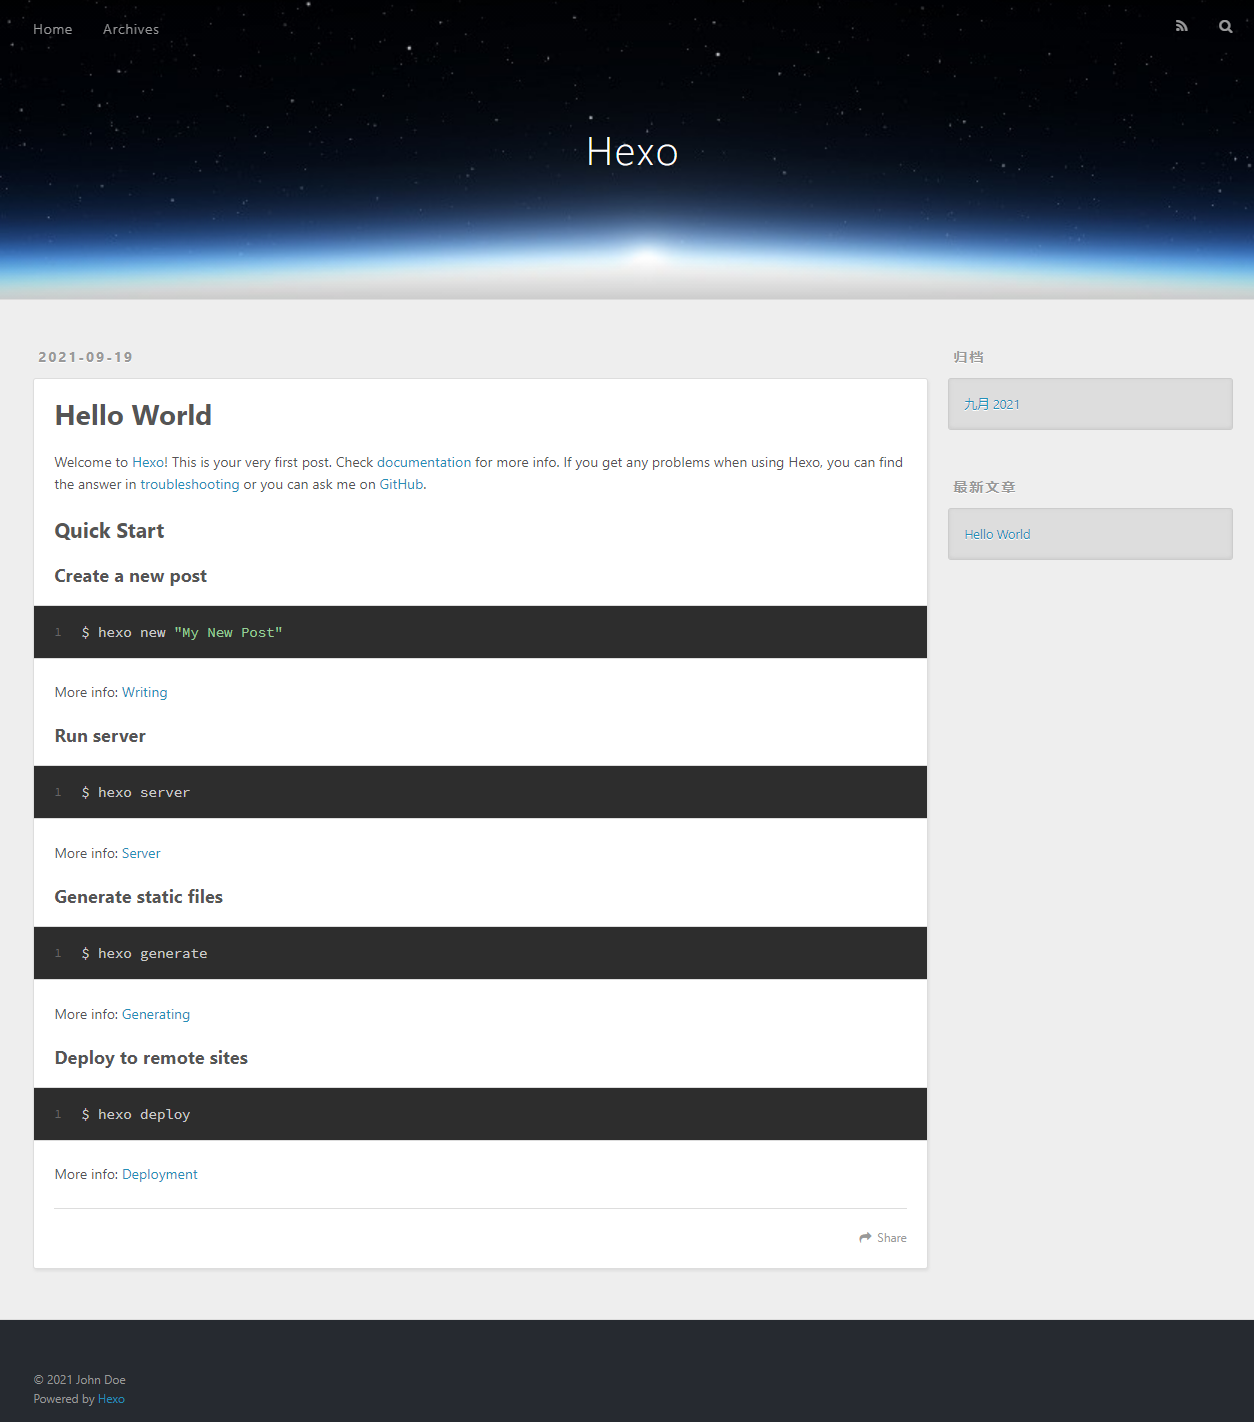 Home Archives
Hexo
2021-09-19
Hello World
Welcome to Hexo! This is your very first post. Check documentation for more info. If you get any problems when using Hexo, you can find
the answer in troubleshooting or you can ask me on GitHub.
Quick Start
Create a new post
1 $ hexo new "My New Post"
More info: Writing
Run server
1 $ hexo server
More info: Server
Generate static files
1 $ hexo generate
More info: Generating
Deploy to remote sites
1 $ hexo deploy
More info: Deployment
Share
归档
九月 2021
最新文章
Hello World
© 2021 John Doe
Powered by Hexo